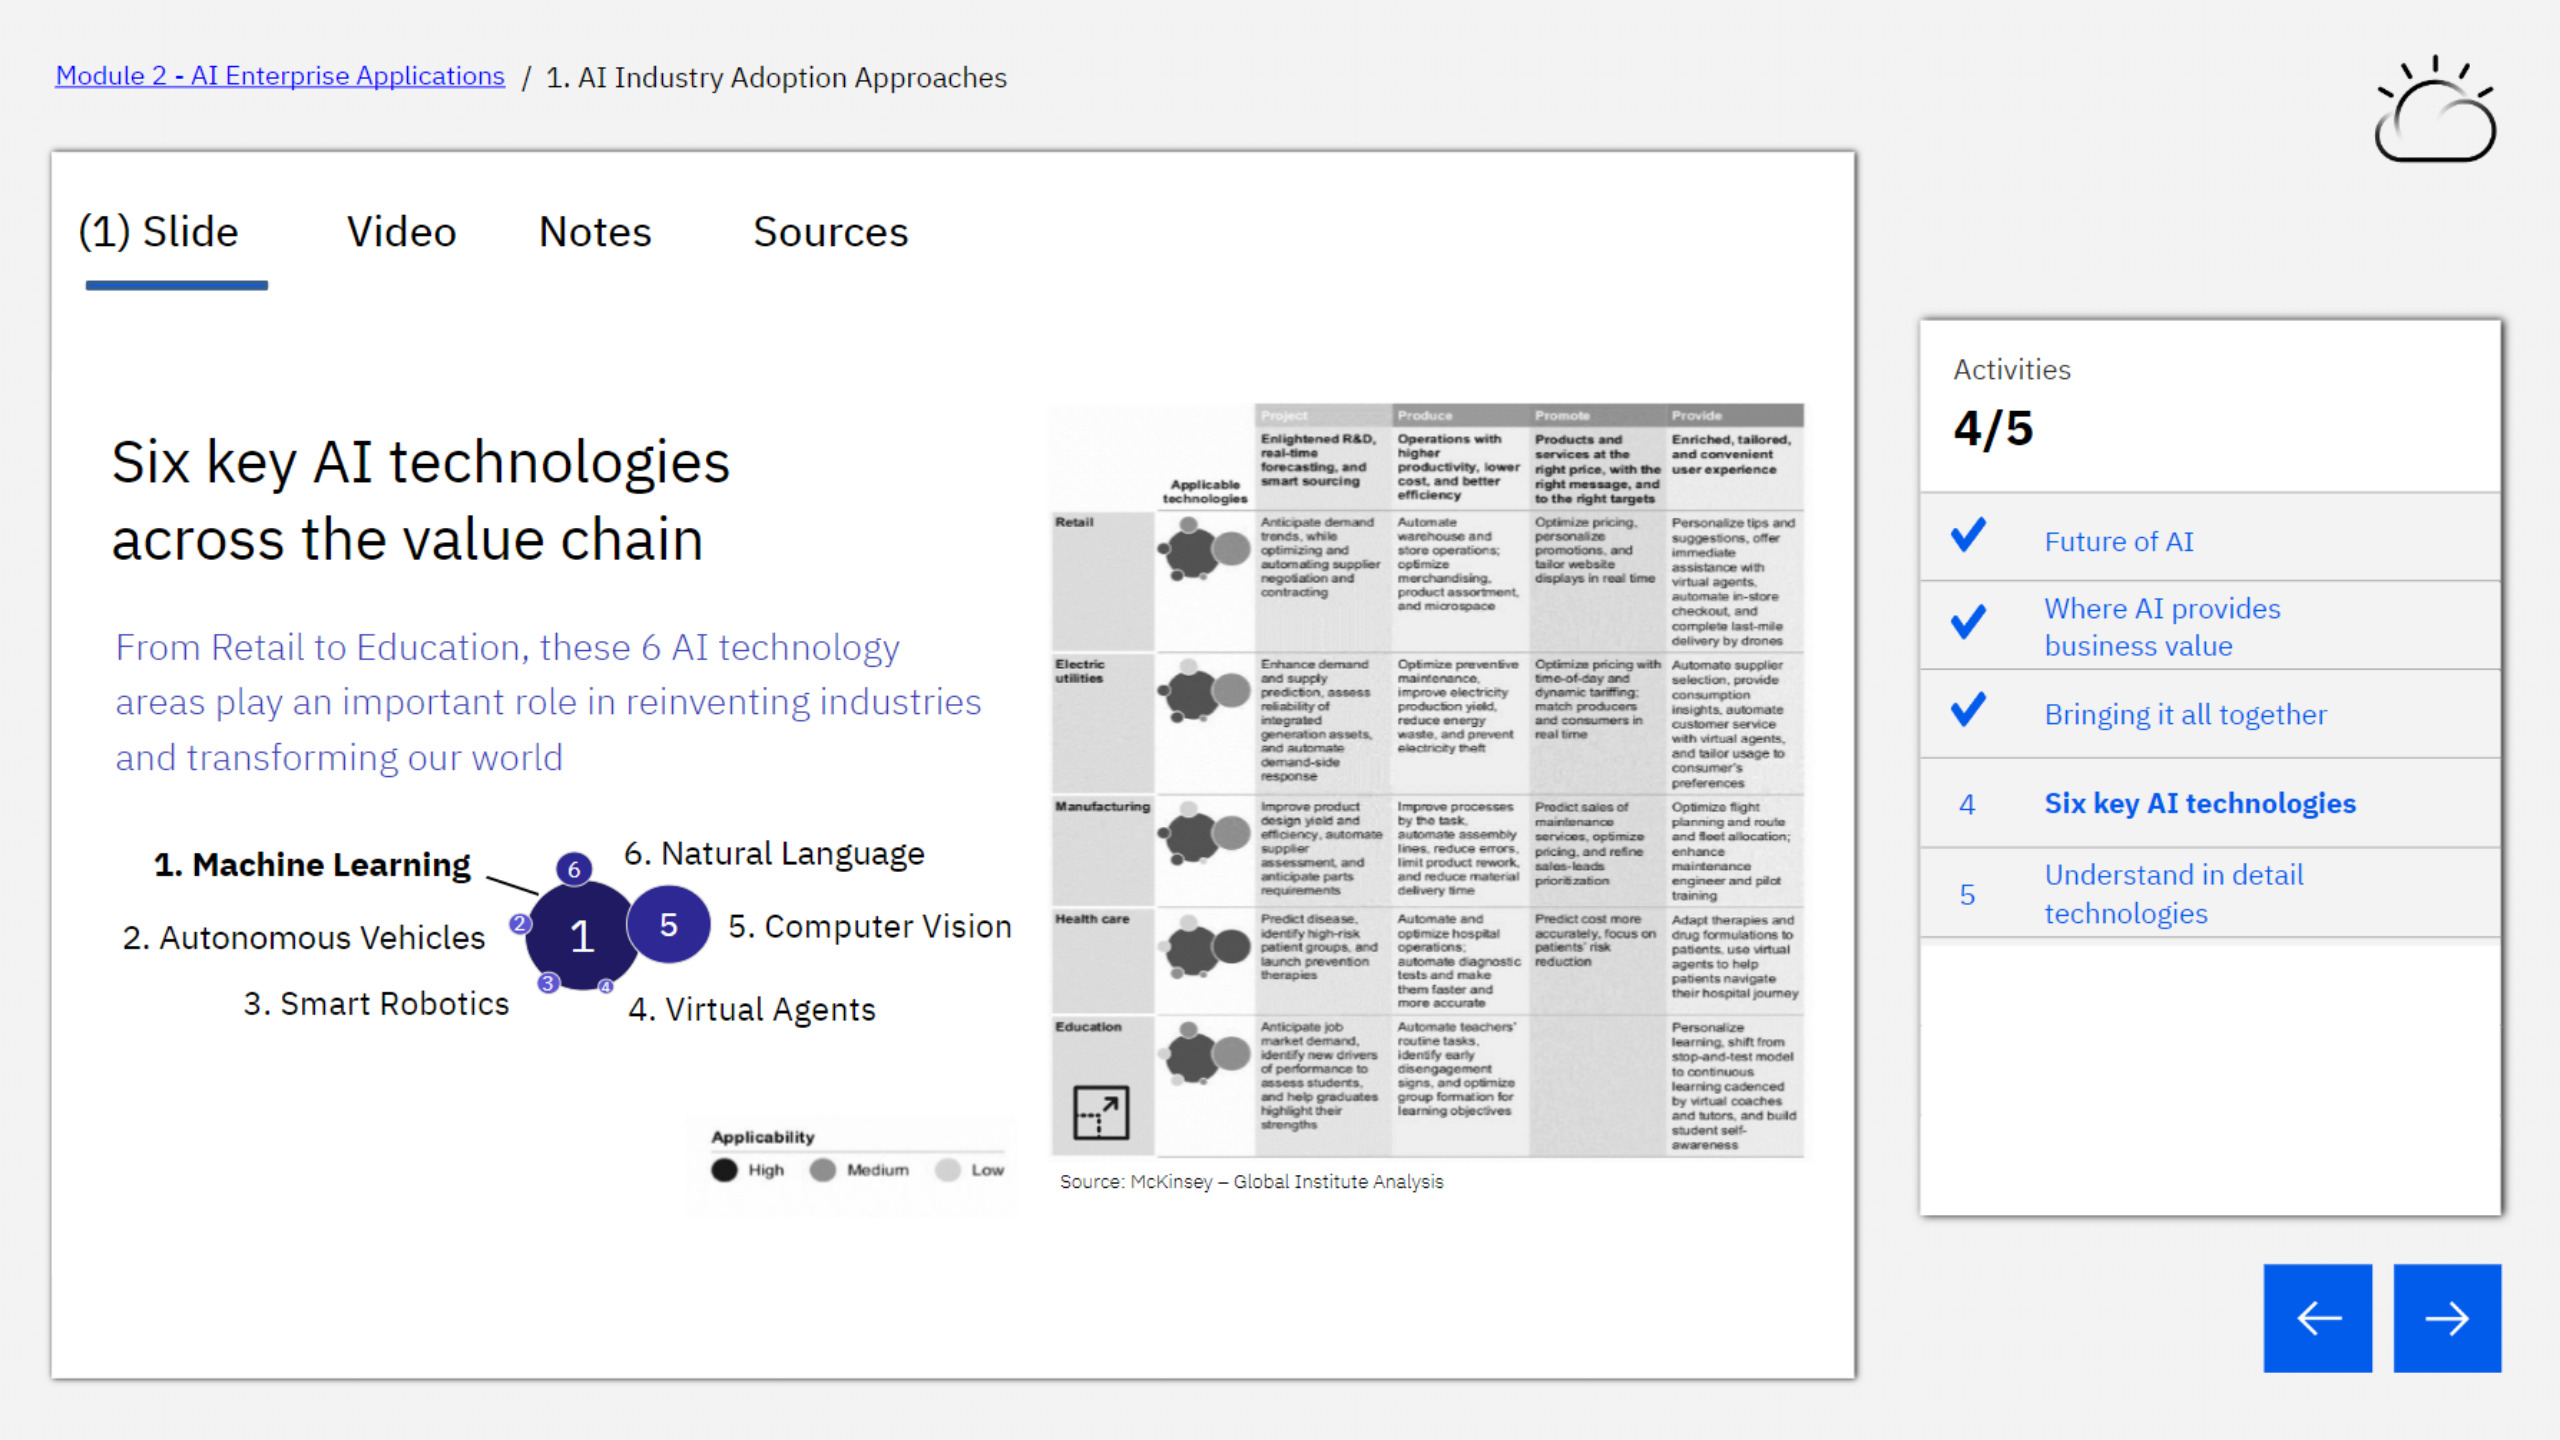 Module 2 - AI Enterprise Applications / 1. AI Industry Adoption Approaches
(1) Slide
Video
Notes
Sources
Six key AI technologies
across the value chain
From Retail to Education, these 6 AI technology
areas play an important role in reinventing industries
and transforming our world
1. Machine Learning
2. Autonomous Vehicles
3. Smart Robotics
6. Natural Language
5. Computer Vision
4. Virtual Agents
6
2
1
5
3
4
Applicability
High
Medium
Low
Applicable
technologies
Project
Enlightened R&D,
real-time
forecasting, and
smart sourcing
Produce
Operations with
higher
productivity, lower
cost, and better
efficiency
Promote
Products and
services at the
right price, with the
right message, and
to the right targets
Provide
Enriched, tailored,
and convenient
user experience
Retail
Anticipate demand
trends, while
optimizing and
automating supplier
negotiation and
contracting
Automate
warehouse and
store operations;
optimize
merchandising,
product assortment,
and microspace
Optimize pricing,
personalize
promotions, and
tailor website
displays in real time
Personalize tips and
suggestions, offer
immediate
assistance with
virtual agents,
automate in-store
checkout, and
complete last-mile
delivery by drones
Electric
utilities
Enhance demand
and supply
prediction, assess
reliability of
integrated
generation assets,
and automate
demand-side
response
Optimize preventive
maintenance,
improve electricity
production yield,
reduce energy
waste, and prevent
electricity theft
Optimize pricing with
time-of-day and
dynamic tariffing;
match producers
and consumers in
real time
Automate supplier
selection, provide
consumption
insights, automate
customer service
with virtual agents,
and tailor usage to
consumer's
preferences
Manufacturing
Improve product
design yield and
efficiency, automate
supplier
assessment, and
anticipate parts
requirements
Improve processes
by the task,
automate assembly
lines, reduce errors,
limit product rework,
and reduce material
delivery time
Predict sales of
maintenance
services, optimize
pricing, and refine
sales-leads
prioritization
Optimize flight
planning and route
and fleet allocation;
enhance
maintenance
engineer and pilot
training
Health care
Predict disease,
identify high-risk
patient groups, and
launch prevention
therapies
Automate and
optimize hospital
operations;
automate diagnostic
tests and make
them faster and
more accurate
Predict cost more
accurately, focus on
patients' risk
reduction
Adapt therapies and
drug formulations to
patients, use virtual
agents to help
patients navigate
their hospital journey
Education
Anticipate job
market demand,
identify new drivers
of performance to
assess students,
and help graduates
highlight their
strengths
Automate teachers'
routine tasks,
identify early
disengagement
signs, and optimize
group formation for
learning objectives
Personalize
learning, shift from
stop-and-test model
to continuous
learning cadenced
by virtual coaches
and tutors, and build
student self-
awareness
Source: McKinsey – Global Institute Analysis
Activities
4/5
Future of AI
Where AI provides
business value
Bringing it all together
4 Six key AI technologies
5 Understand in detail
technologies